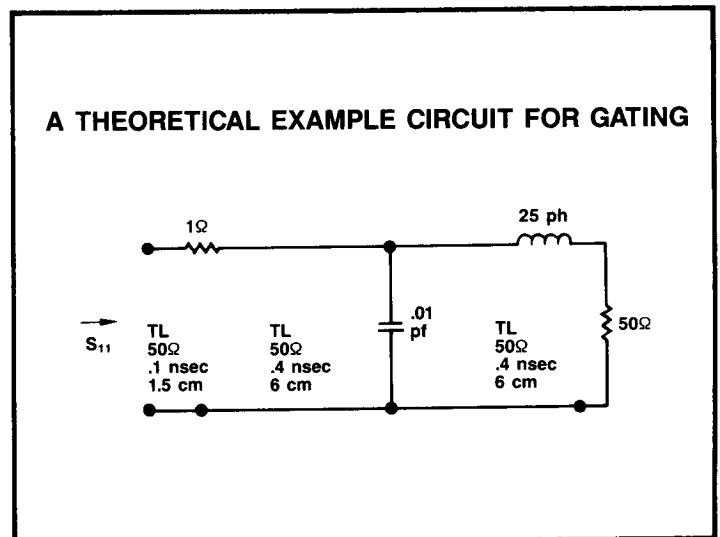 A THEORETICAL EXAMPLE CIRCUIT FOR GATING
1Ω
25 ph
S₁₁
TL
50Ω
.1 nsec
1.5 cm
TL
50Ω
.4 nsec
6 cm
.01
pf
TL
50Ω
.4 nsec
6 cm
50Ω